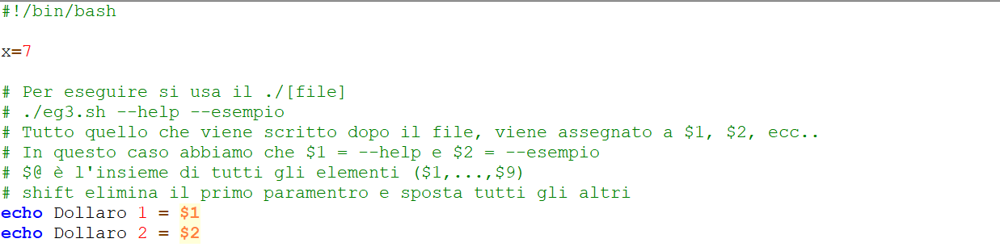 #!/bin/bash
x=7
# Per eseguire si usa il ./[file]
# ./eg3.sh --help --esempio
# Tutto quello che viene scritto dopo il file, viene assegnato a $1, $2, ecc..
# In questo caso abbiamo che $1 = --help e $2 = --esempio
# $@ è l'insieme di tutti gli elementi ($1,...,$9)
# shift elimina il primo paramentro e sposta tutti gli altri
echo Dollaro 1 = $1
echo Dollaro 2 = $2